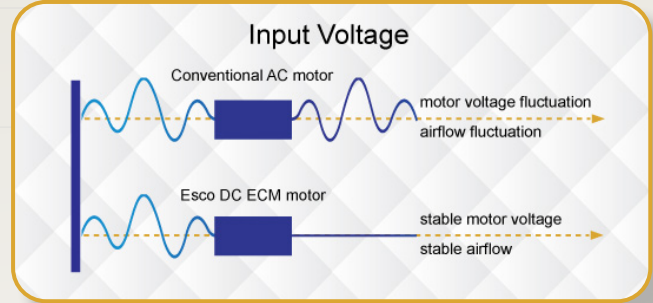 Input Voltage
Conventional AC motor
motor voltage fluctuation
airflow fluctuation
Esco DC ECM motor
stable motor voltage
stable airflow